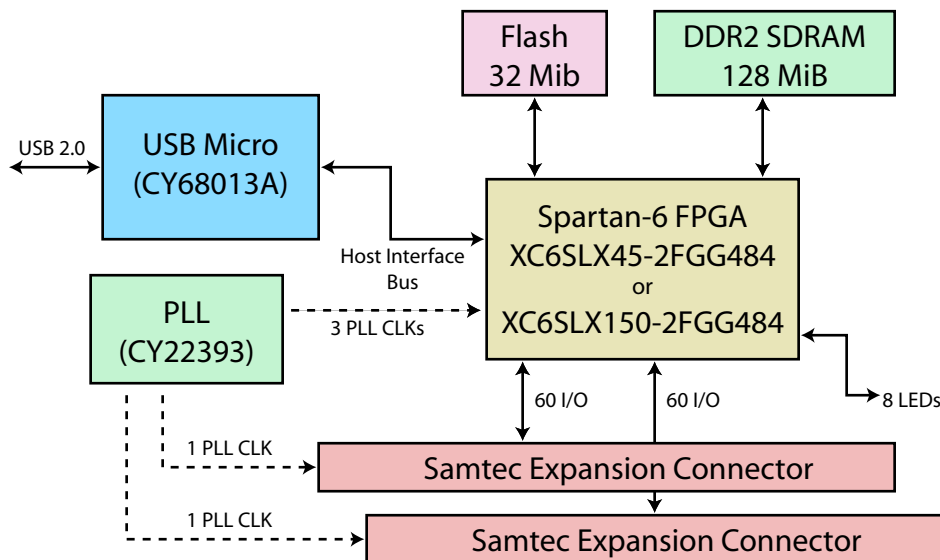 Flash
32 Mib
DDR2 SDRAM
128 MiB
USB 2.0
USB Micro
(CY68013A)
Host Interface
Bus
Spartan-6 FPGA
XC6SLX45-2FGG484
or
XC6SLX150-2FGG484
PLL
(CY22393)
3 PLL CLKs
60 I/O
60 I/O
8 LEDs
1 PLL CLK
Samtec Expansion Connector
1 PLL CLK
Samtec Expansion Connector